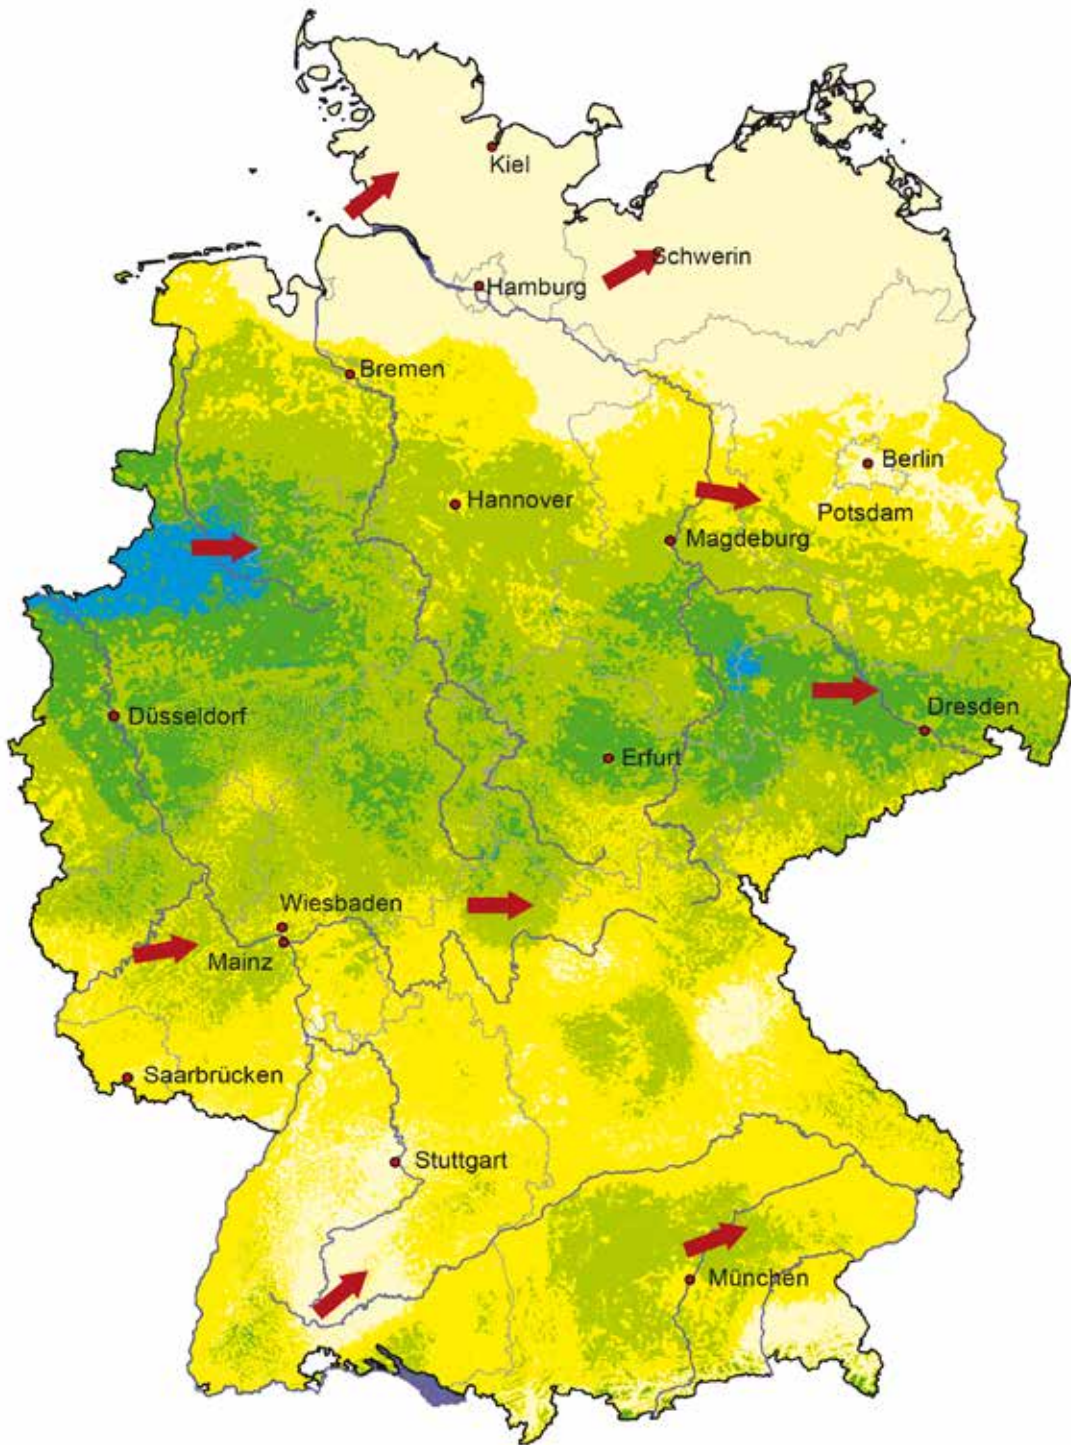 Kiel
Schwerin
Hamburg
Bremen
Berlin
Hannover
Potsdam
Magdeburg
Düsseldorf
Dresden
Erfurt
Wiesbaden
Mainz
Saarbrücken
Stuttgart
München